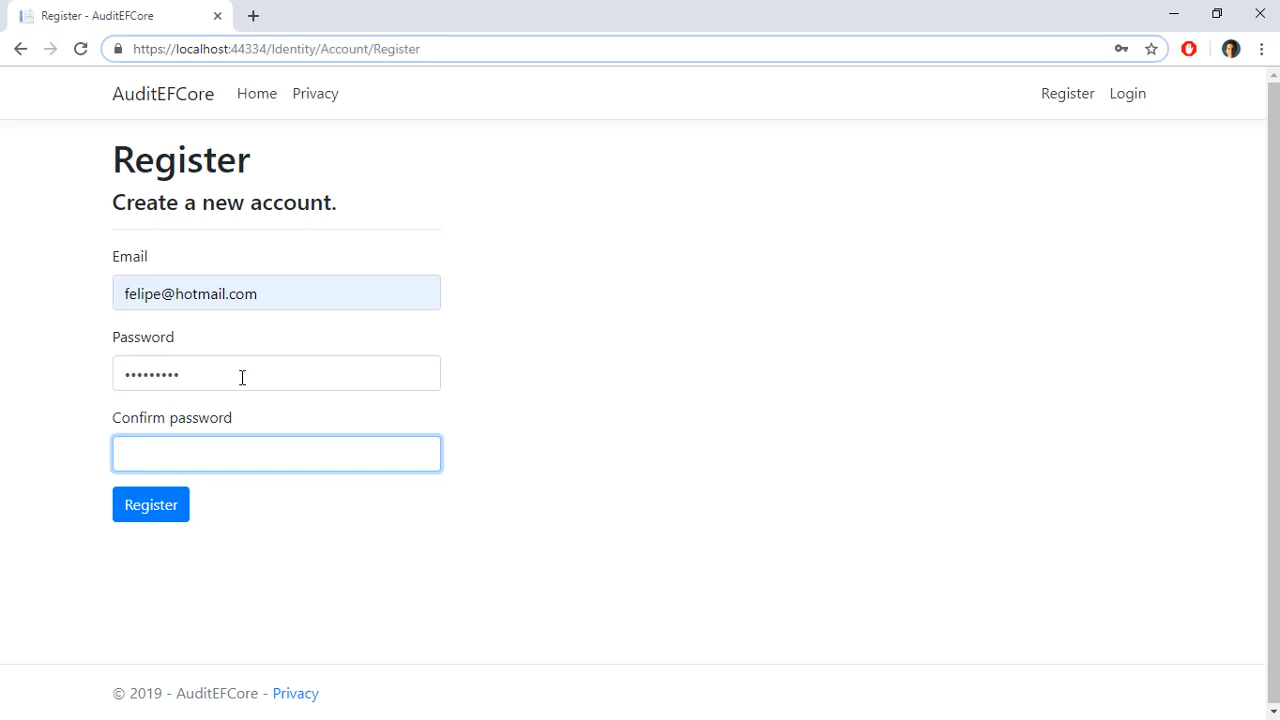 Register - AuditEFCore
https://localhost:44334/Identity/Account/Register
AuditEFCore Home Privacy Register Login
Register
Create a new account.
Email
felipe@hotmail.com
Password
•••••••••
Confirm password
Register
© 2019 - AuditEFCore - Privacy